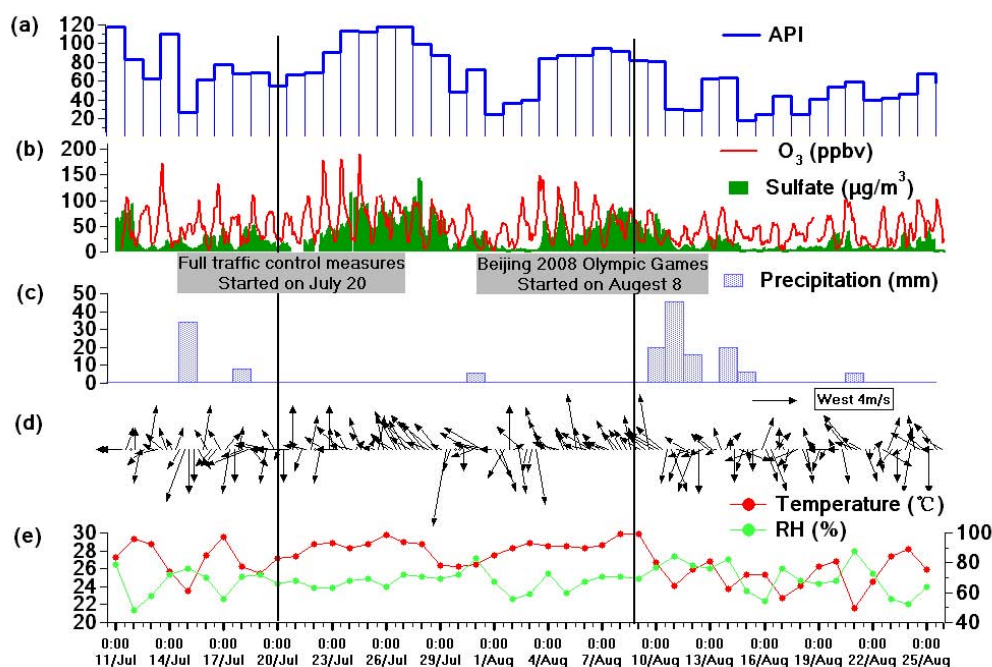 (a)
120
100
80
60
40
20
API
(b)
200
150
100
50
0
O₃ (ppbv)
Sulfate (µg/m³)
Full traffic control measures
Started on July 20
Beijing 2008 Olympic Games
Started on Augest 8
(c)
50
40
30
20
10
0
Precipitation (mm)
(d)
West 4m/s
(e)
30
28
26
24
22
20
Temperature (℃)
RH (%)
100
80
60
40
0:00 0:00 0:00 0:00 0:00 0:00 0:00 0:00 0:00 0:00 0:00 0:00 0:00 0:00 0:00 0:00
11/Jul 14/Jul 17/Jul 20/Jul 23/Jul 26/Jul 29/Jul 1/Aug 4/Aug 7/Aug 10/Aug 13/Aug 16/Aug 19/Aug 22/Aug 25/Aug